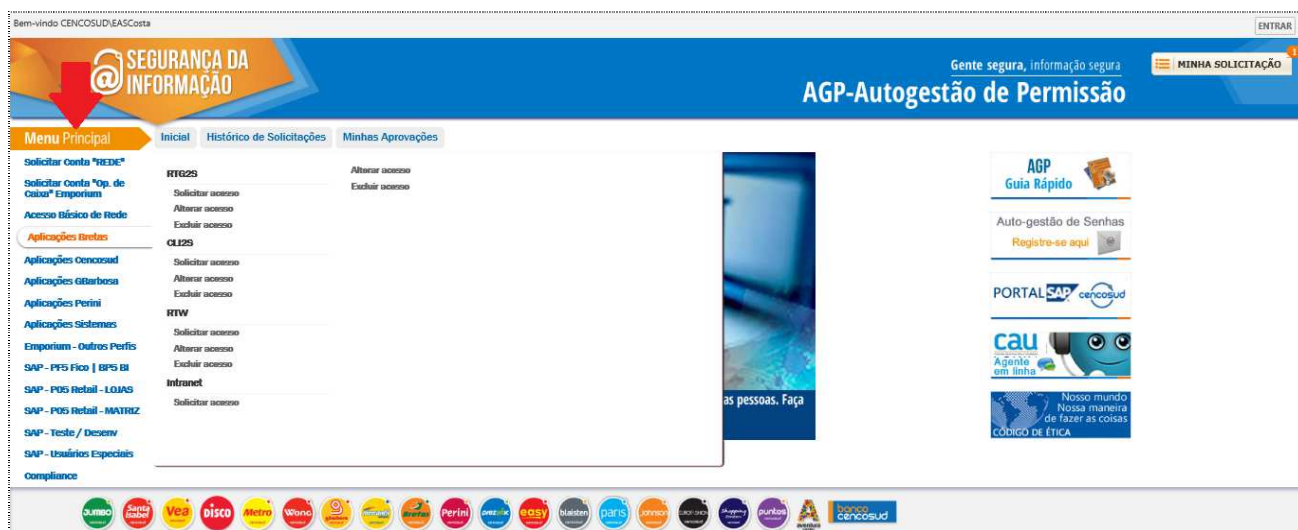 Bem-vindo CENCOSUD\EASCosta
ENTRAR
@ SEGURANÇA DA
INFORMAÇÃO
Gente segura, informação segura
AGP-Autogestão de Permissão
1
MINHA SOLICITAÇÃO
Menu Principal
Inicial
Histórico de Solicitações
Minhas Aprovações
Solicitar Conta "REDE"
Solicitar Conta "Op. de
Caixa" Emporium
Acesso Básico de Rede
Aplicações Bretas
Aplicações Cencosud
Aplicações GBarbosa
Aplicações Perini
Aplicações Sistemas
Emporium - Outros Perfis
SAP - PF5 Fico | BP5 BI
SAP - P05 Retail - LOJAS
SAP - P05 Retail - MATRIZ
SAP - Teste / Desenv
SAP - Usuários Especiais
Compliance
RTG2S
Solicitar acesso
Alterar acesso
Excluir acesso
CLI2S
Solicitar acesso
Alterar acesso
Excluir acesso
RTW
Solicitar acesso
Alterar acesso
Excluir acesso
Intranet
Solicitar acesso
Alterar acesso
Excluir acesso
as pessoas. Faça
AGP
Guia Rápido
Auto-gestão de Senhas
Registre-se aqui
PORTAL SAP cencosud
cau
Agente
em linha
Nosso mundo
Nossa maneira
de fazer as coisas
CÓDIGO DE ÉTICA
JUMBO
Santa Isabel
Vea
DISCO
Metro
Wong
Bretas
Perini
easy
blaisten
paris
johnson
Shopping
puntos
aventura
banco
cencosud